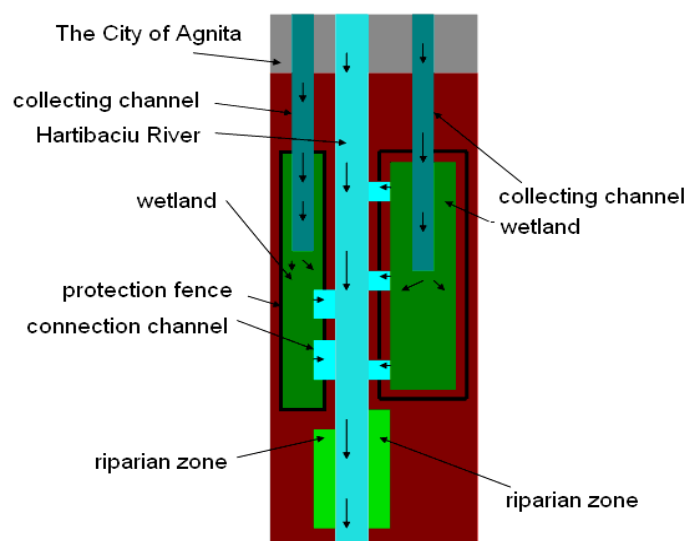 The City of Agnita
collecting channel
Hartibaciu River
collecting channel
wetland
wetland
protection fence
connection channel
riparian zone
riparian zone